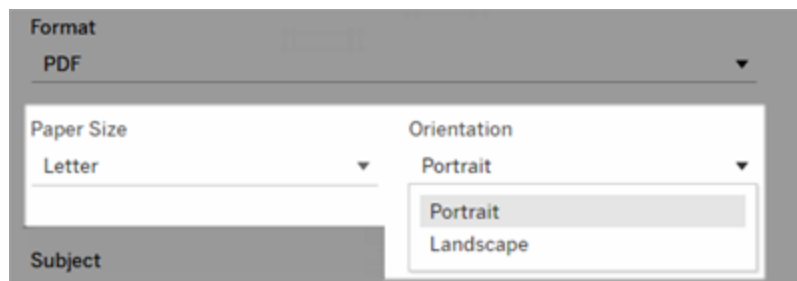 Format
PDF
Paper Size
Orientation
Letter
Portrait
Portrait
Landscape
Subject